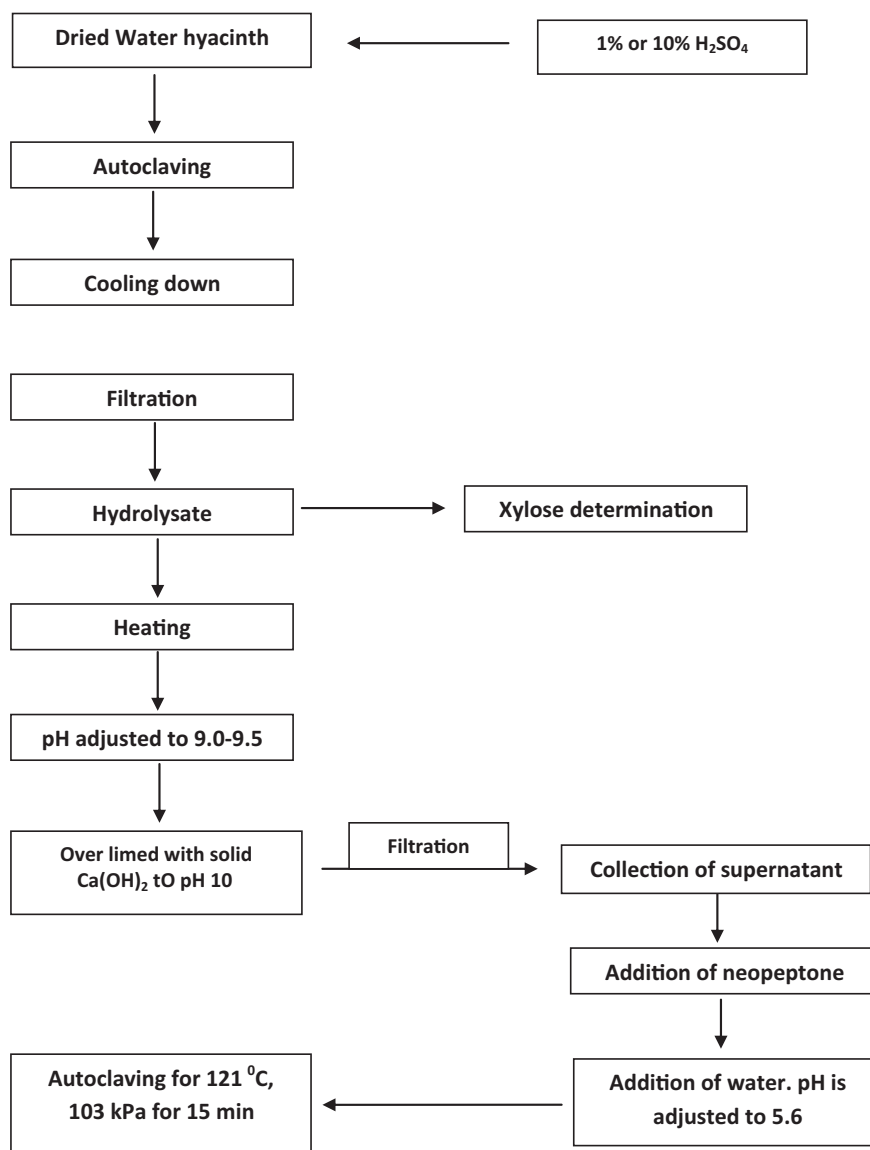 Dried Water hyacinth
1% or 10% H₂SO₄
Autoclaving
Cooling down
Filtration
Hydrolysate
Xylose determination
Heating
pH adjusted to 9.0-9.5
Over limed with solid
Ca(OH)₂ tO pH 10
Filtration
Collection of supernatant
Addition of neopeptone
Addition of water. pH is
adjusted to 5.6
Autoclaving for 121 ⁰C,
103 kPa for 15 min